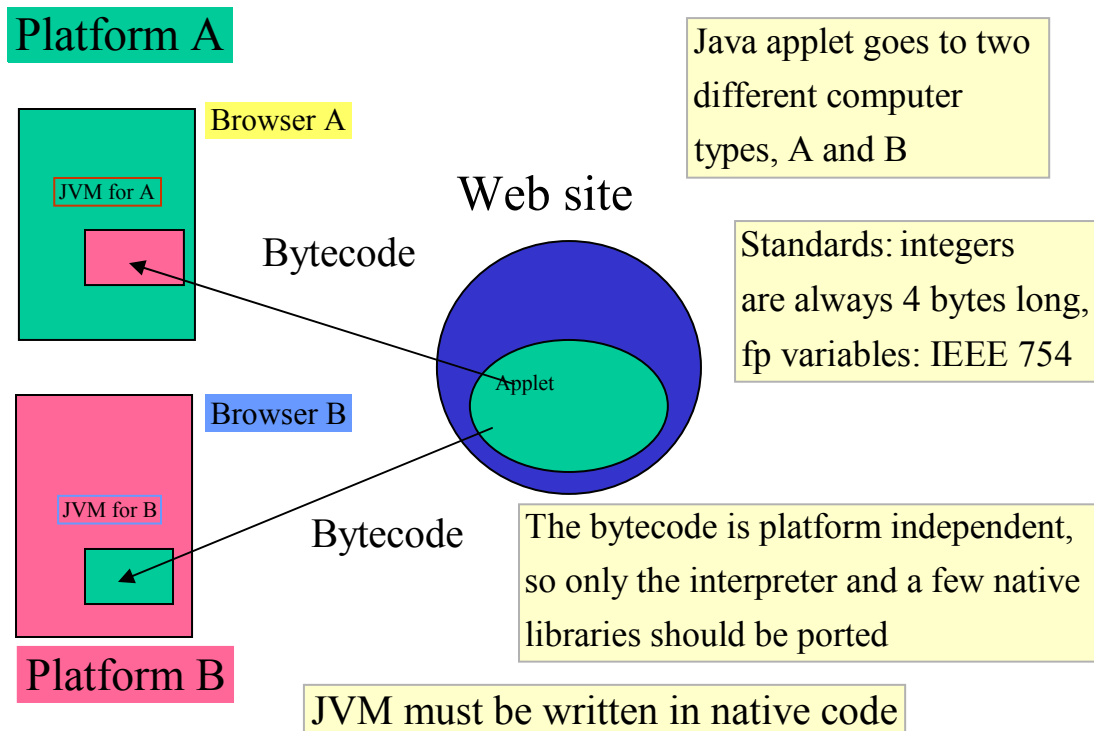 Platform A
Java applet goes to two
different computer
types, A and B
Browser A
JVM for A
Web site
Bytecode
Standards: integers
are always 4 bytes long,
fp variables: IEEE 754
Applet
Browser B
JVM for B
Bytecode
The bytecode is platform independent,
so only the interpreter and a few native
libraries should be ported
Platform B
JVM must be written in native code